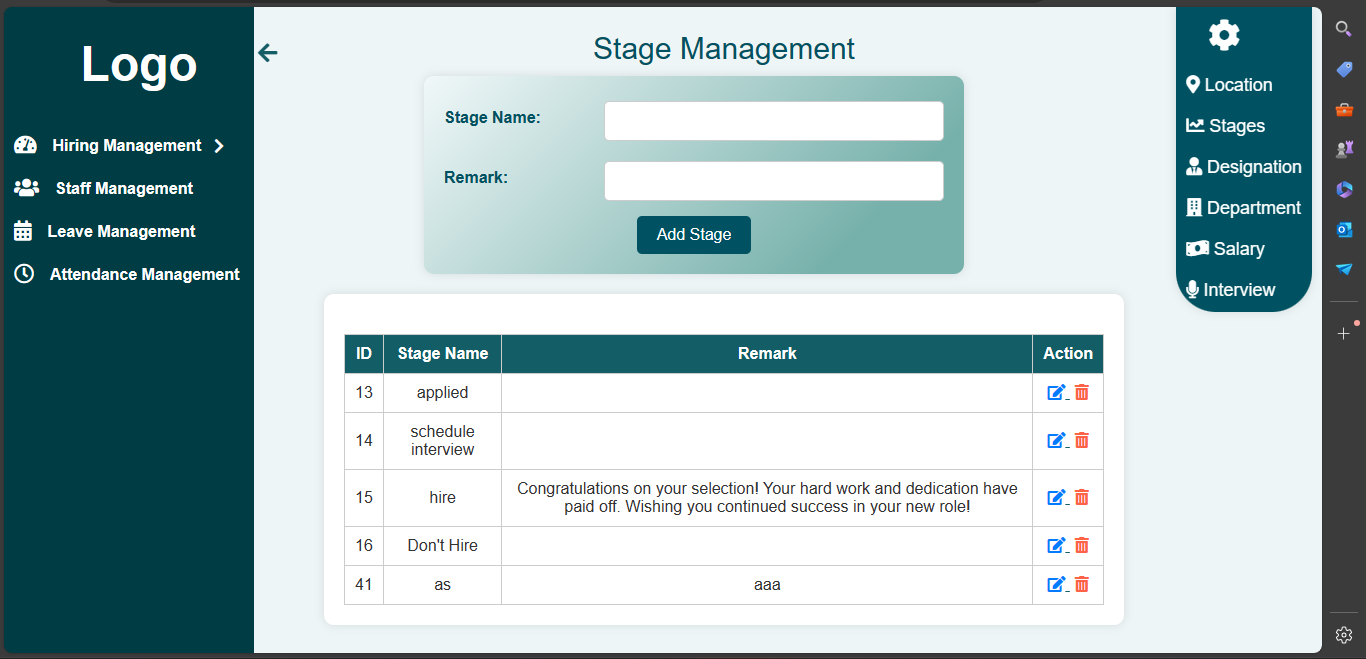 Logo
Hiring Management
Staff Management
Leave Management
Attendance Management
Stage Management
Stage Name:
Remark:
Add Stage
ID Stage Name Remark Action
13 applied
14 schedule
interview
15 hire Congratulations on your selection! Your hard work and dedication have
paid off. Wishing you continued success in your new role!
16 Don't Hire
41 as aaa
Location
Stages
Designation
Department
Salary
Interview